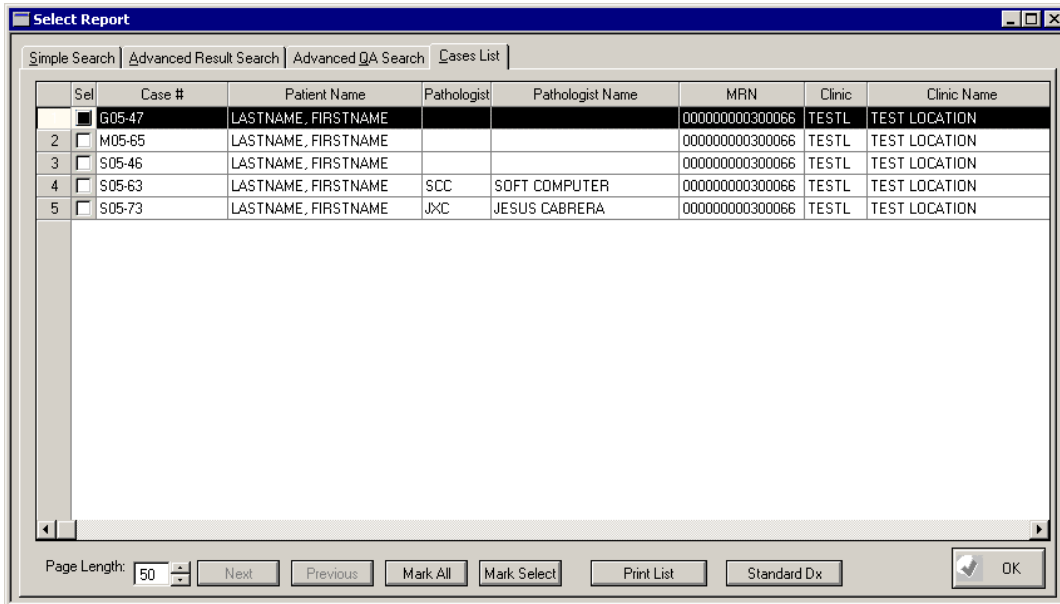 Select Report
Simple Search Advanced Result Search Advanced QA Search Cases List
Sel Case # Patient Name Pathologist Pathologist Name MRN Clinic Clinic Name
G05-47 LASTNAME, FIRSTNAME 000000000300066 TESTL TEST LOCATION
2 M05-65 LASTNAME, FIRSTNAME 000000000300066 TESTL TEST LOCATION
3 S05-46 LASTNAME, FIRSTNAME 000000000300066 TESTL TEST LOCATION
4 S05-63 LASTNAME, FIRSTNAME SCC SOFT COMPUTER 000000000300066 TESTL TEST LOCATION
5 S05-73 LASTNAME, FIRSTNAME JXC JESUS CABRERA 000000000300066 TESTL TEST LOCATION
Page Length: 50 Next Previous Mark All Mark Select Print List Standard Dx OK